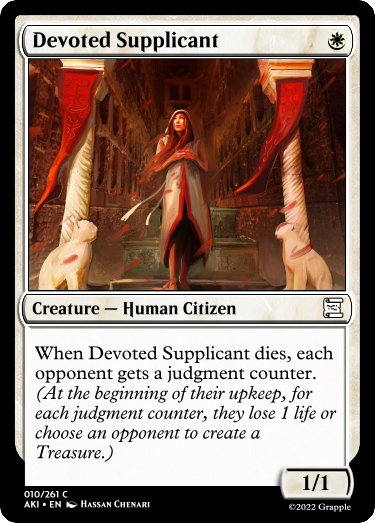 Devoted Supplicant
Creature — Human Citizen
When Devoted Supplicant dies, each
opponent gets a judgment counter.
(At the beginning of their upkeep, for
each judgment counter, they lose 1 life or
choose an opponent to create a
Treasure.)
1/1
010/261 C
AKI • EN HASSAN CHENARI
©2022 Grapple